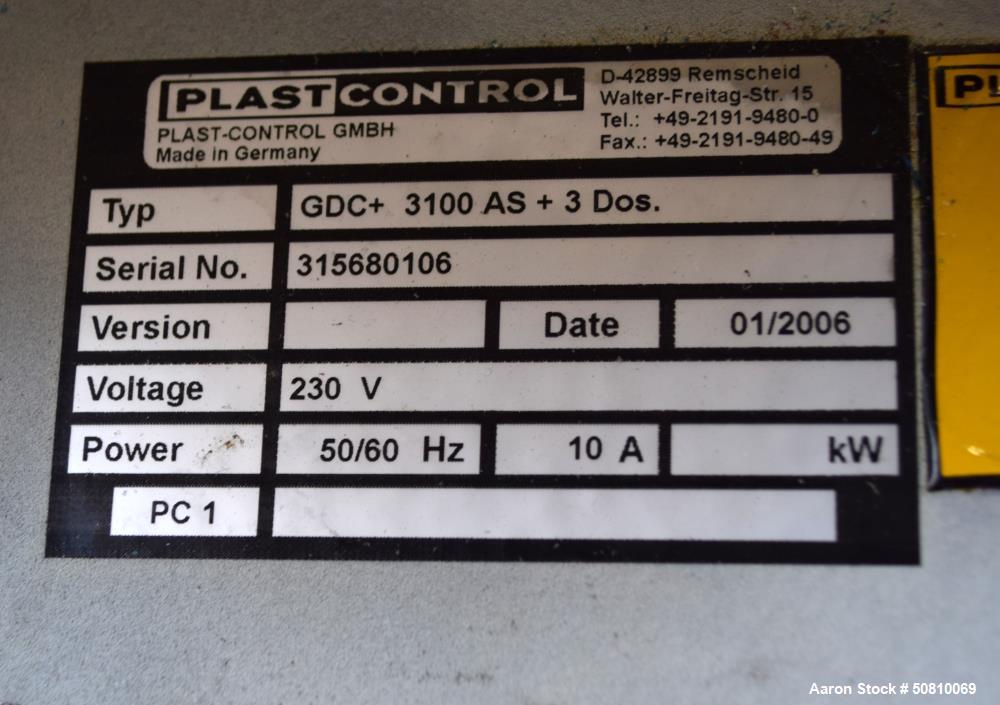 PLASTCONTROL
PLAST-CONTROL GMBH
Made in Germany
D-42899 Remscheid
Walter-Freitag-Str. 15
Tel.: +49-2191-9480-0
Fax.: +49-2191-9480-49
Typ GDC+ 3100 AS + 3 Dos.
Serial No. 315680106
Version Date 01/2006
Voltage 230 V
Power 50/60 Hz 10 A kW
PC 1
Aaron Stock # 50810069